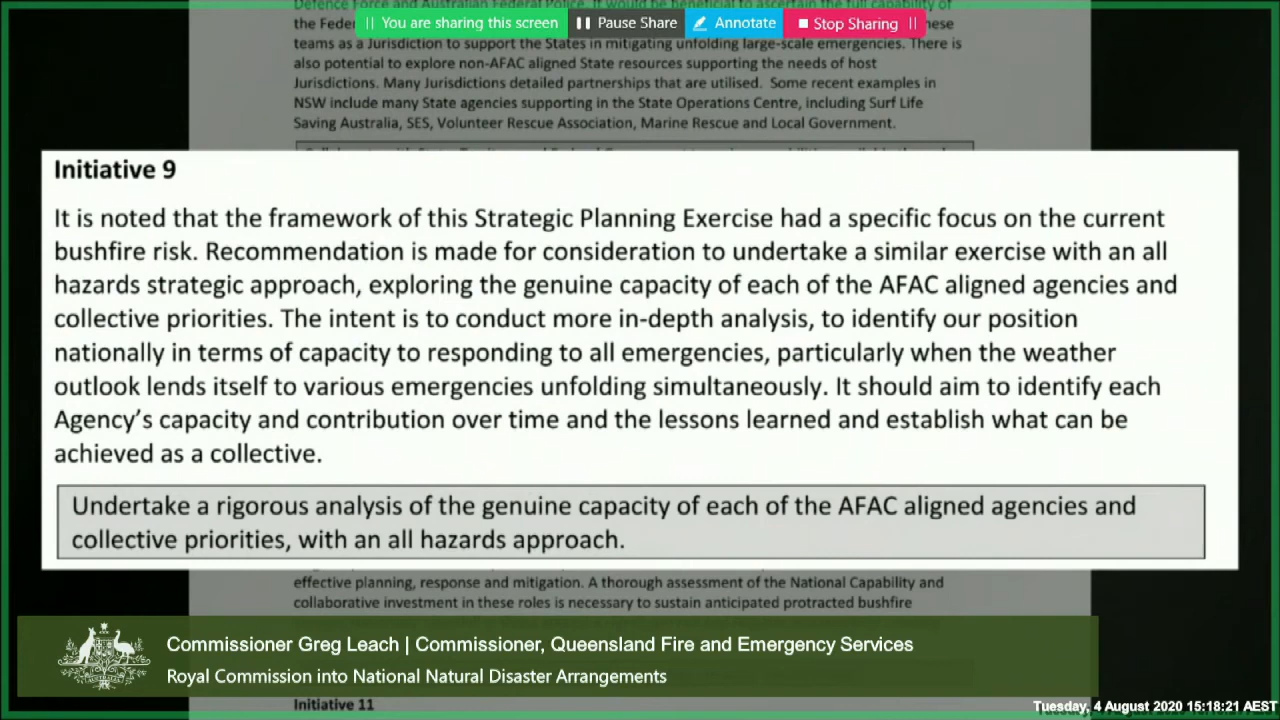 Defence Force and Australian Federal Police. It would be beneficial to ascertain the full capability of
the Feder
You are sharing this screen
Pause Share
Annotate
Stop Sharing
hese
teams as a Jurisdiction to support the States in mitigating unfolding large-scale emergencies. There is
also potential to explore non-AFAC aligned State resources supporting the needs of host
Jurisdictions. Many Jurisdictions detailed partnerships that are utilised. Some recent examples in
NSW include many State agencies supporting in the State Operations Centre, including Surf Life
Saving Australia, SES, Volunteer Rescue Association, Marine Rescue and Local Government.
Initiative 9
It is noted that the framework of this Strategic Planning Exercise had a specific focus on the current
bushfire risk. Recommendation is made for consideration to undertake a similar exercise with an all
hazards strategic approach, exploring the genuine capacity of each of the AFAC aligned agencies and
collective priorities. The intent is to conduct more in-depth analysis, to identify our position
nationally in terms of capacity to responding to all emergencies, particularly when the weather
outlook lends itself to various emergencies unfolding simultaneously. It should aim to identify each
Agency’s capacity and contribution over time and the lessons learned and establish what can be
achieved as a collective.
Undertake a rigorous analysis of the genuine capacity of each of the AFAC aligned agencies and
collective priorities, with an all hazards approach.
effective planning, response and mitigation. A thorough assessment of the National Capability and
collaborative investment in these roles is necessary to sustain anticipated protracted bushfire
Commissioner Greg Leach | Commissioner, Queensland Fire and Emergency Services
Royal Commission into National Natural Disaster Arrangements
Initiative 11
Tuesday, 4 August 2020 15:18:21 AEST